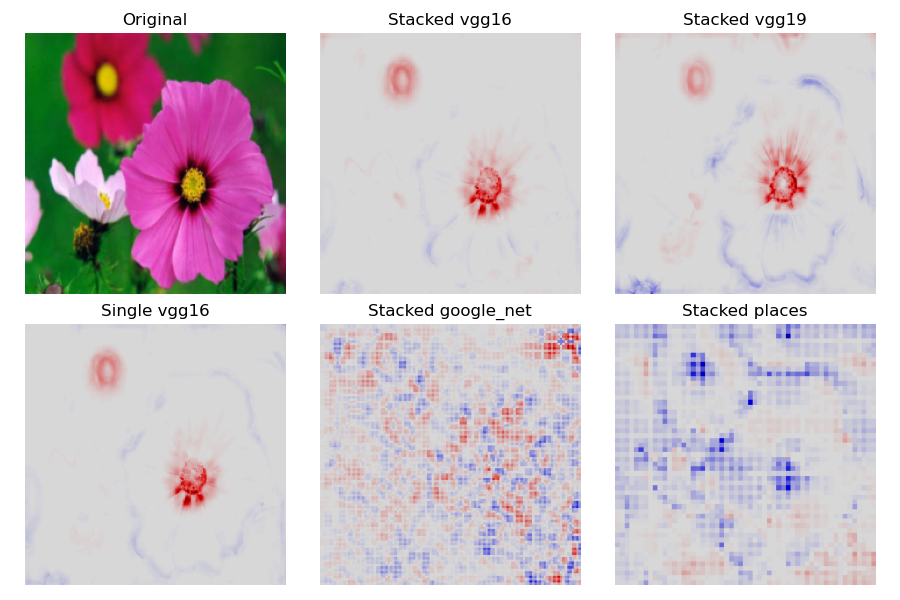 Original
Stacked vgg16
Stacked vgg19
Single vgg16
Stacked google_net
Stacked places